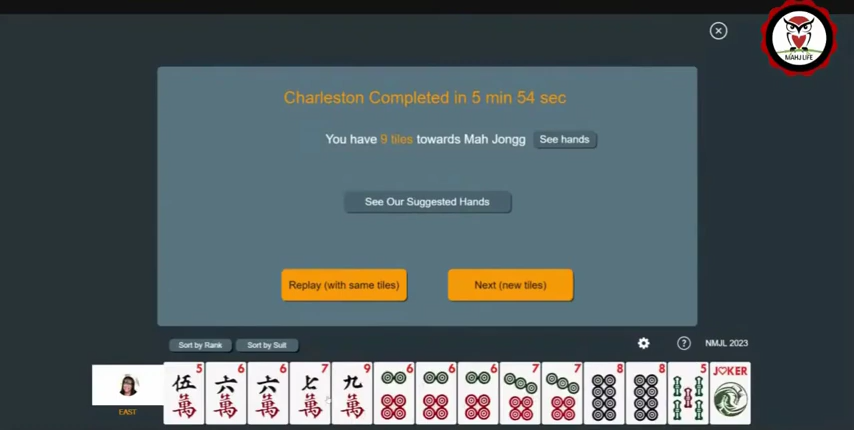 MAHJ LIFE
Charleston Completed in 5 min 54 sec
You have 9 tiles towards Mah Jongg See hands
See Our Suggested Hands
Replay (with same tiles) Next (new tiles)
Sort by Rank Sort by Suit ? NMJL 2023
5 6 6 7 9 6 6 6 7 7 8 8 5 JOKER
伍 六 六 七 九
萬 萬 萬 萬 萬
EAST